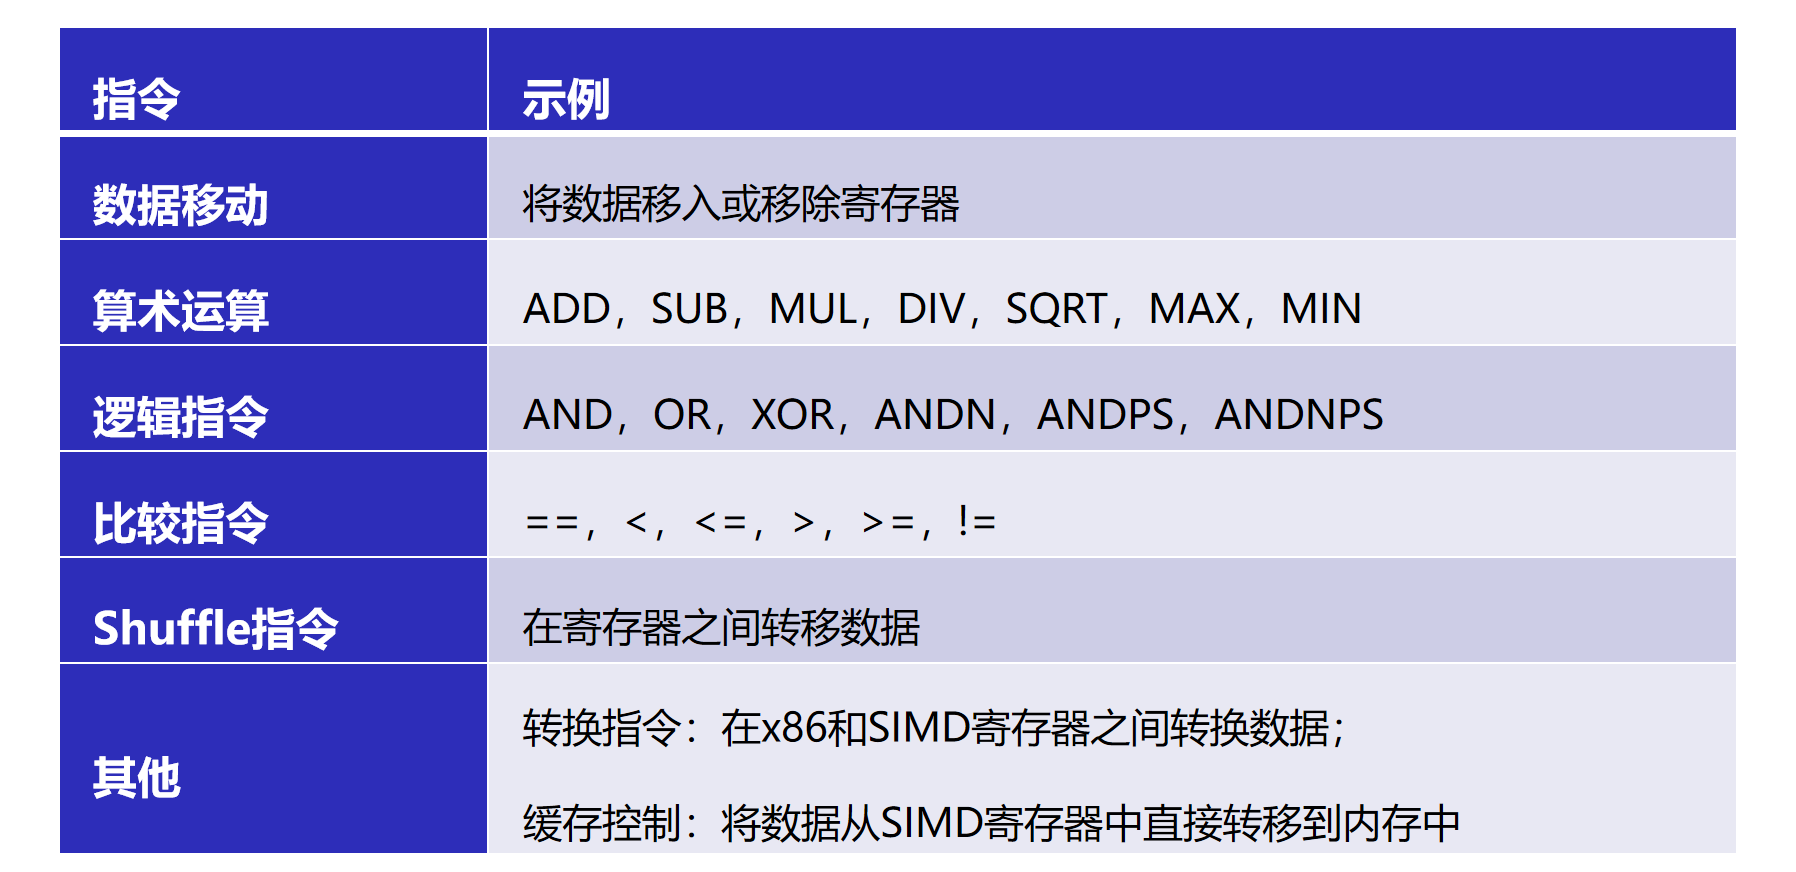 指令 示例
数据移动 将数据移入或移除寄存器
算术运算 ADD，SUB，MUL，DIV，SQRT，MAX，MIN
逻辑指令 AND，OR，XOR，ANDN，ANDPS，ANDNPS
比较指令 ==，<，<=，>，>=，!=
Shuffle指令 在寄存器之间转移数据
其他
转换指令：在x86和SIMD寄存器之间转换数据；
缓存控制：将数据从SIMD寄存器中直接转移到内存中